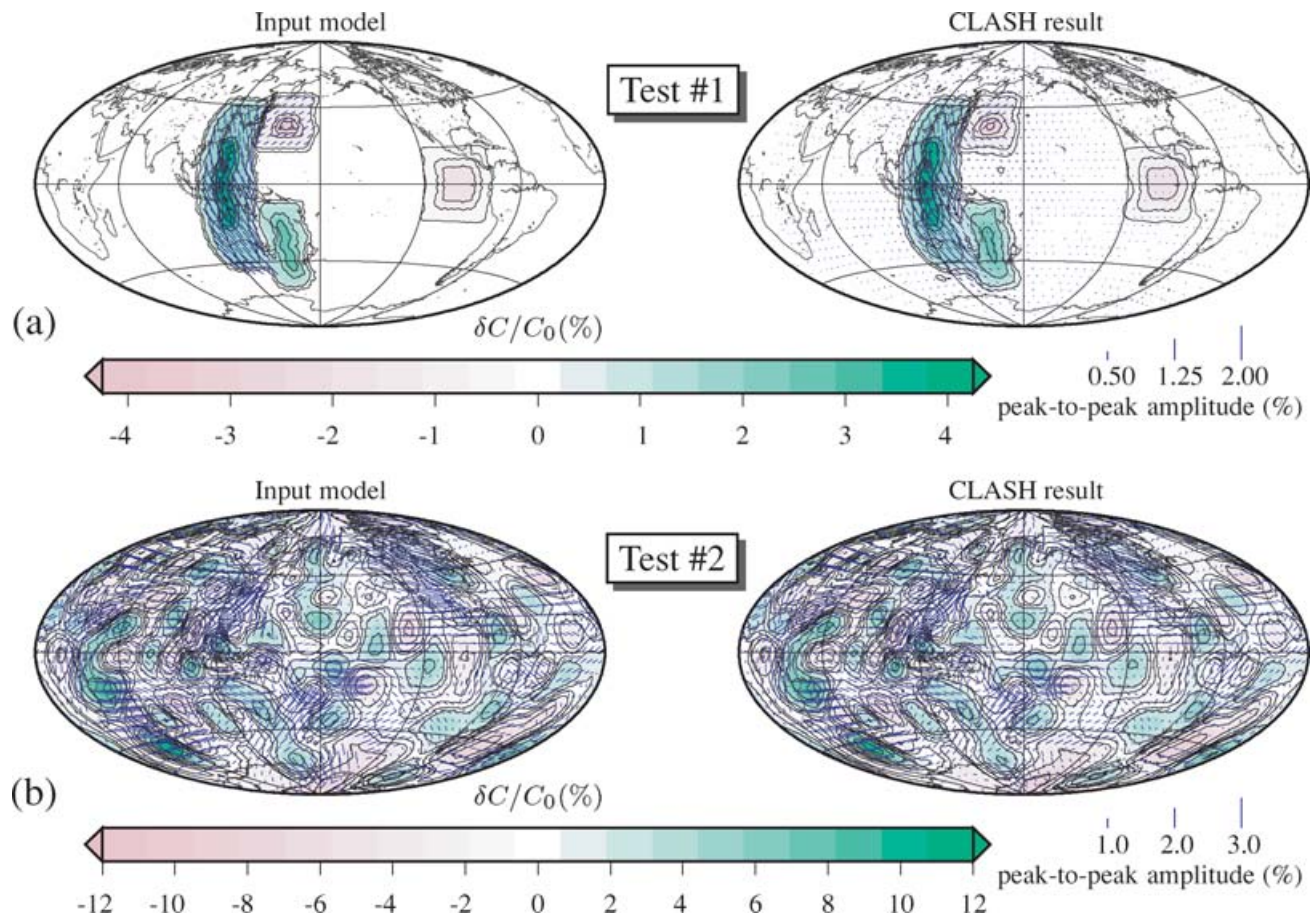 Input model
CLASH result
Test #1
(a)
δC/C₀(%)
-4 -3 -2 -1 0 1 2 3 4
0.50 1.25 2.00
peak-to-peak amplitude (%)
Input model
CLASH result
Test #2
(b)
δC/C₀(%)
-12 -10 -8 -6 -4 -2 0 2 4 6 8 10 12
1.0 2.0 3.0
peak-to-peak amplitude (%)